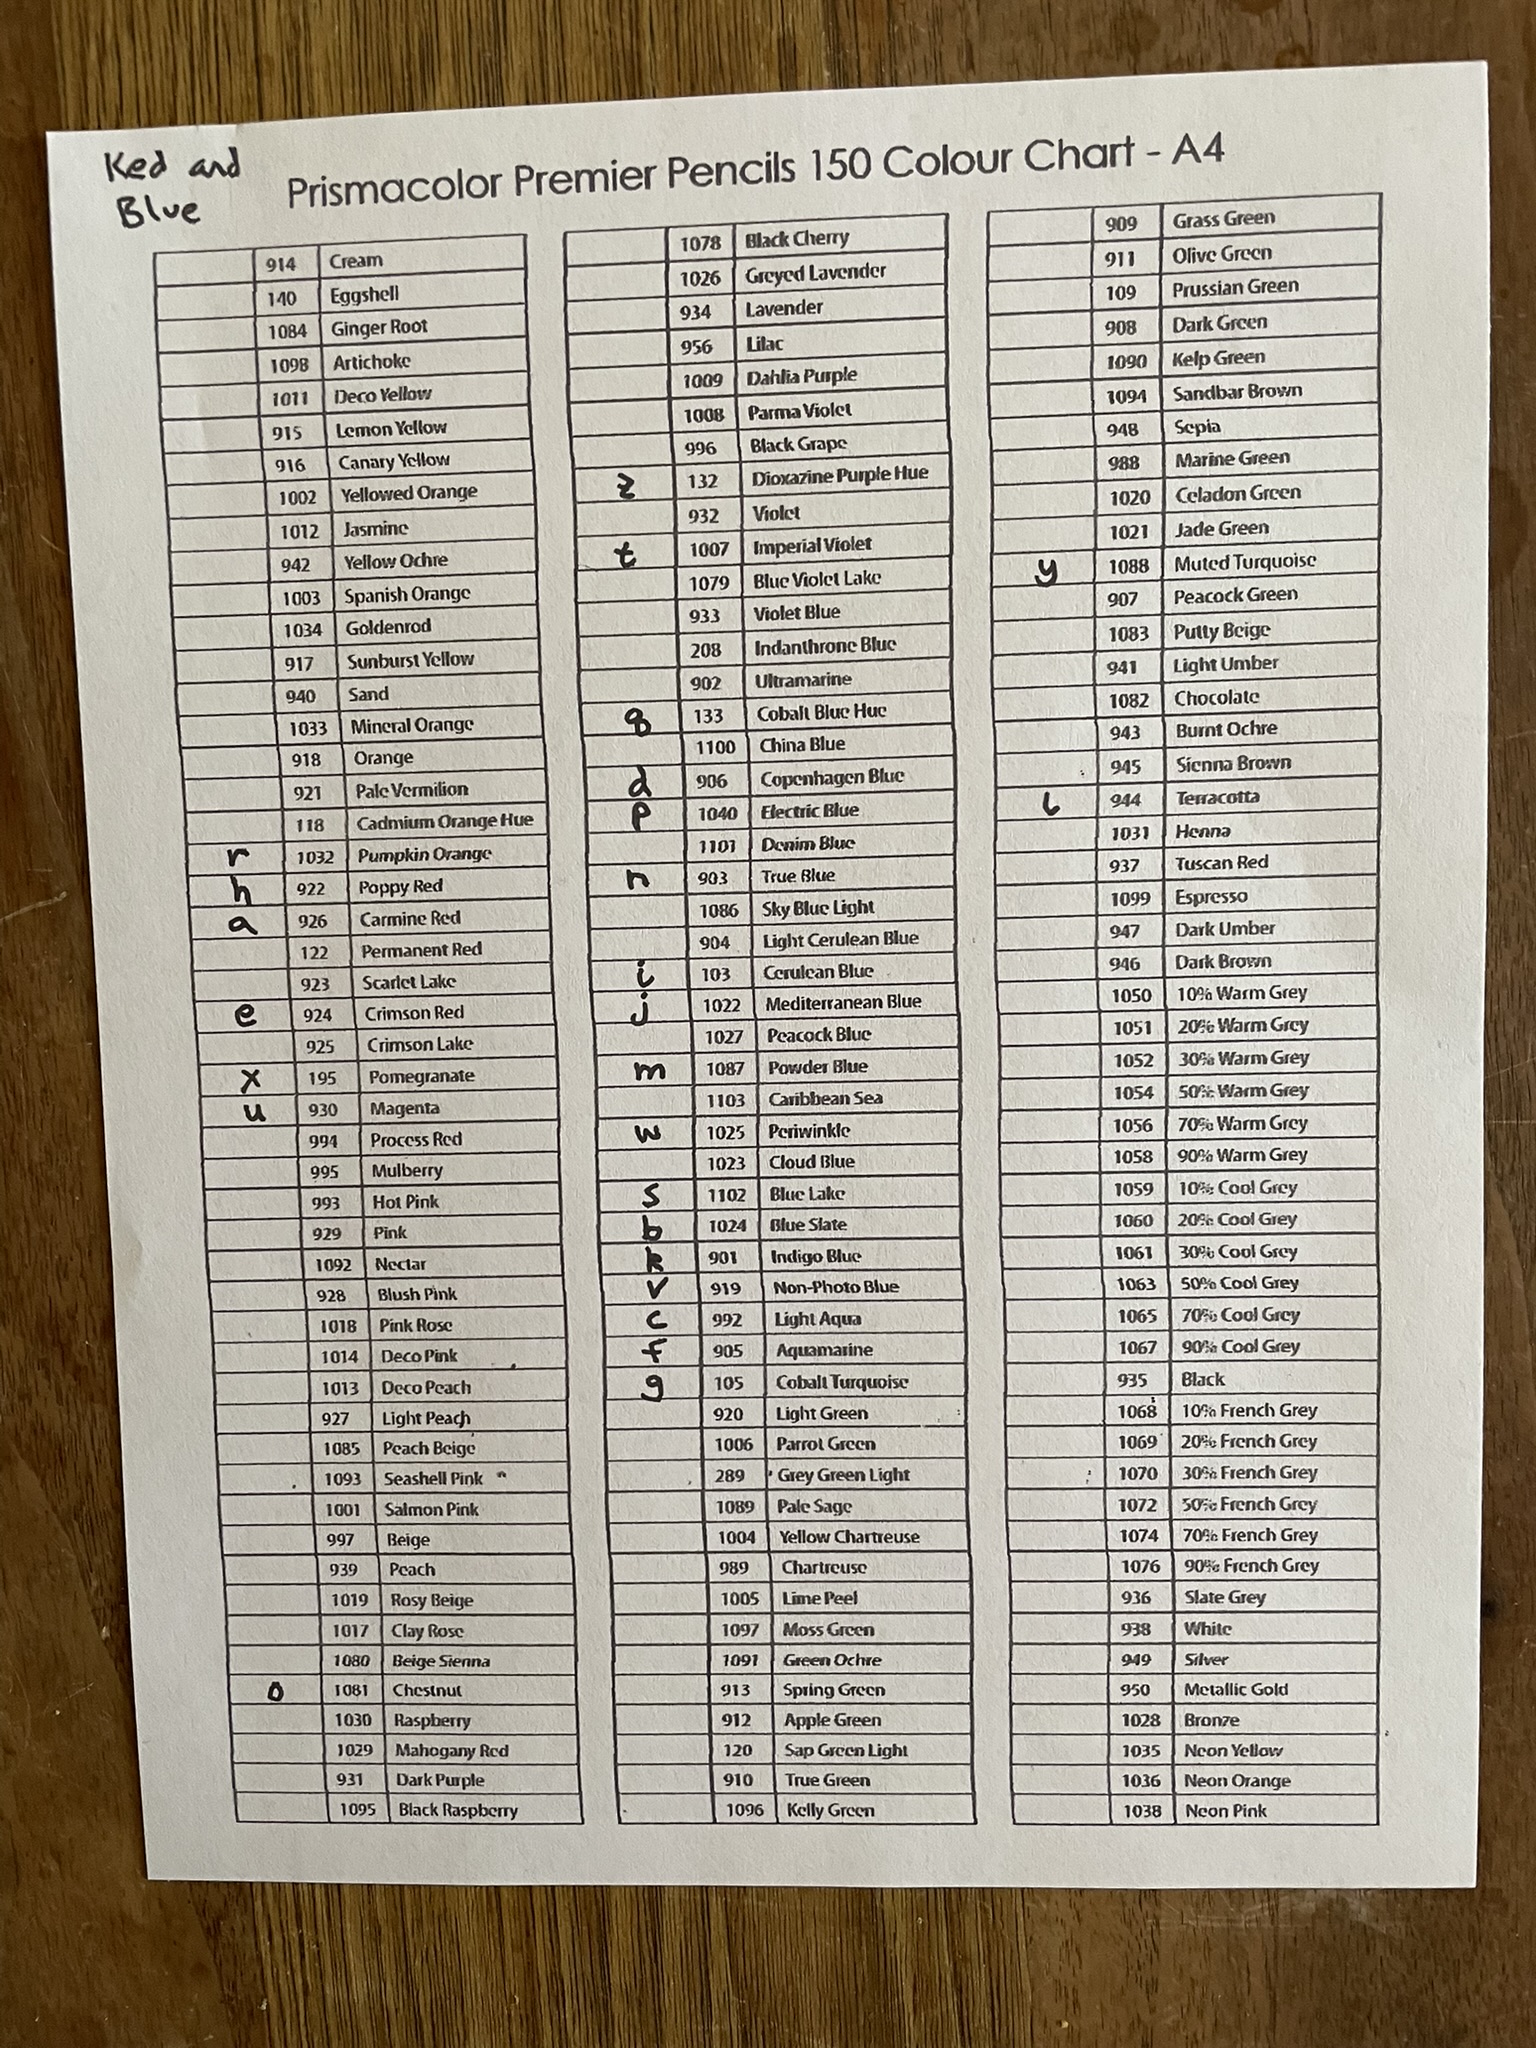 Red and
Blue
Prismacolor Premier Pencils 150 Colour Chart - A4
914 Cream
140 Eggshell
1084 Ginger Root
1098 Artichoke
1011 Deco Yellow
915 Lemon Yellow
916 Canary Yellow
1002 Yellowed Orange
1012 Jasmine
942 Yellow Ochre
1003 Spanish Orange
1034 Goldenrod
917 Sunburst Yellow
940 Sand
1033 Mineral Orange
918 Orange
921 Pale Vermilion
118 Cadmium Orange Hue
r 1032 Pumpkin Orange
h 922 Poppy Red
a 926 Carmine Red
122 Permanent Red
923 Scarlet Lake
e 924 Crimson Red
925 Crimson Lake
x 195 Pomegranate
u 930 Magenta
994 Process Red
995 Mulberry
993 Hot Pink
929 Pink
1092 Nectar
928 Blush Pink
1018 Pink Rose
1014 Deco Pink
1013 Deco Peach
927 Light Peach
1085 Peach Beige
1093 Seashell Pink
1001 Salmon Pink
997 Beige
939 Peach
1019 Rosy Beige
1017 Clay Rose
1080 Beige Sienna
o 1081 Chestnut
1030 Raspberry
1029 Mahogany Red
931 Dark Purple
1095 Black Raspberry
1078 Black Cherry
1026 Greyed Lavender
934 Lavender
956 Lilac
1009 Dahlia Purple
1008 Parma Violet
996 Black Grape
z 132 Dioxazine Purple Hue
932 Violet
t 1007 Imperial Violet
1079 Blue Violet Lake
933 Violet Blue
208 Indanthrone Blue
902 Ultramarine
133 Cobalt Blue Hue
1100 China Blue
d 906 Copenhagen Blue
p 1040 Electric Blue
1101 Denim Blue
n 903 True Blue
1086 Sky Blue Light
904 Light Cerulean Blue
i 103 Cerulean Blue
j 1022 Mediterranean Blue
1027 Peacock Blue
m 1087 Powder Blue
1103 Caribbean Sea
w 1025 Periwinkle
1023 Cloud Blue
s 1102 Blue Lake
b 1024 Blue Slate
k 901 Indigo Blue
v 919 Non-Photo Blue
c 992 Light Aqua
f 905 Aquamarine
g 105 Cobalt Turquoise
920 Light Green
1006 Parrot Green
289 Grey Green Light
1089 Pale Sage
1004 Yellow Chartreuse
989 Chartreuse
1005 Lime Peel
1097 Moss Green
1091 Green Ochre
913 Spring Green
912 Apple Green
120 Sap Green Light
910 True Green
1096 Kelly Green
909 Grass Green
911 Olive Green
109 Prussian Green
908 Dark Green
1090 Kelp Green
1094 Sandbar Brown
948 Sepia
988 Marine Green
1020 Celadon Green
1021 Jade Green
y 1088 Muted Turquoise
907 Peacock Green
1083 Putty Beige
941 Light Umber
1082 Chocolate
943 Burnt Ochre
945 Sienna Brown
944 Terracotta
1031 Henna
937 Tuscan Red
1099 Espresso
947 Dark Umber
946 Dark Brown
1050 10% Warm Grey
1051 20% Warm Grey
1052 30% Warm Grey
1054 50% Warm Grey
1056 70% Warm Grey
1058 90% Warm Grey
1059 10% Cool Grey
1060 20% Cool Grey
1061 30% Cool Grey
1063 50% Cool Grey
1065 70% Cool Grey
1067 90% Cool Grey
935 Black
1068 10% French Grey
1069 20% French Grey
1070 30% French Grey
1072 50% French Grey
1074 70% French Grey
1076 90% French Grey
936 Slate Grey
938 White
949 Silver
950 Metallic Gold
1028 Bronze
1035 Neon Yellow
1036 Neon Orange
1038 Neon Pink